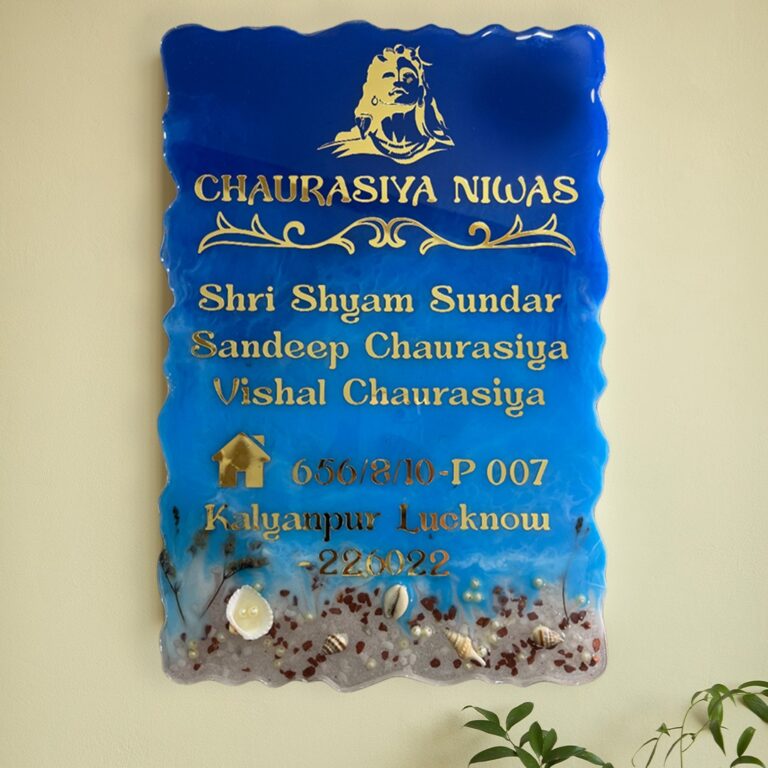 CHAURASIYA NIWAS
Shri Shyam Sundar
Sandeep Chaurasiya
Vishal Chaurasiya
656/8/10-P 007
Kalyanpur Lucknow
-226022